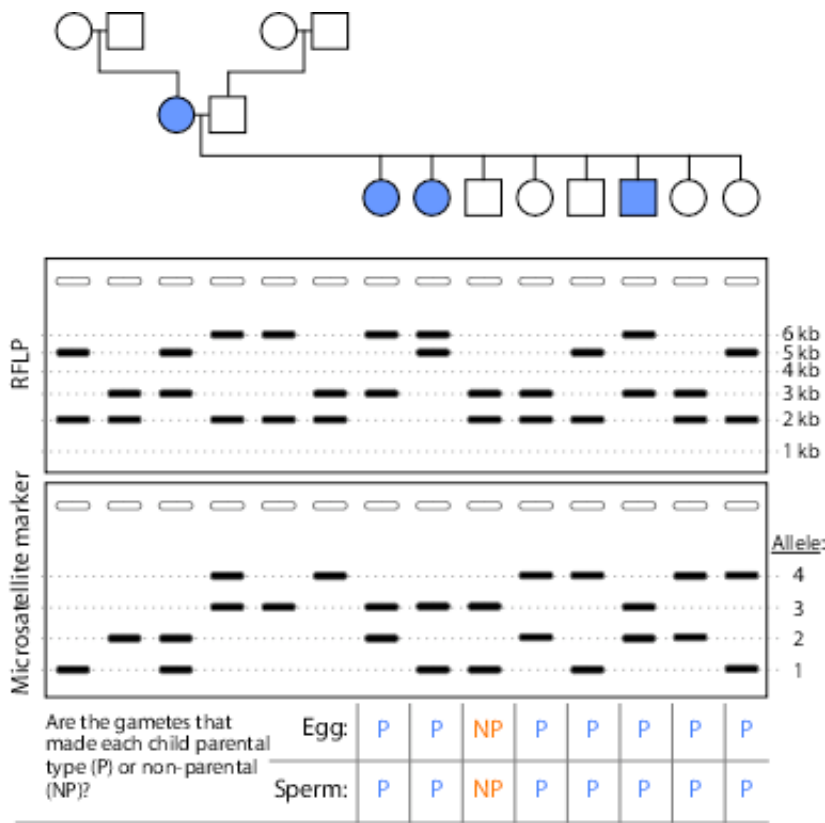 RFLP
6 kb
5 kb
4 kb
3 kb
2 kb
1 kb
Microsatellite marker
Allele:
4
3
2
1
Are the gametes that
made each child parental
type (P) or non-parental
(NP)?
Egg: P P NP P P P P P
Sperm: P P NP P P P P P